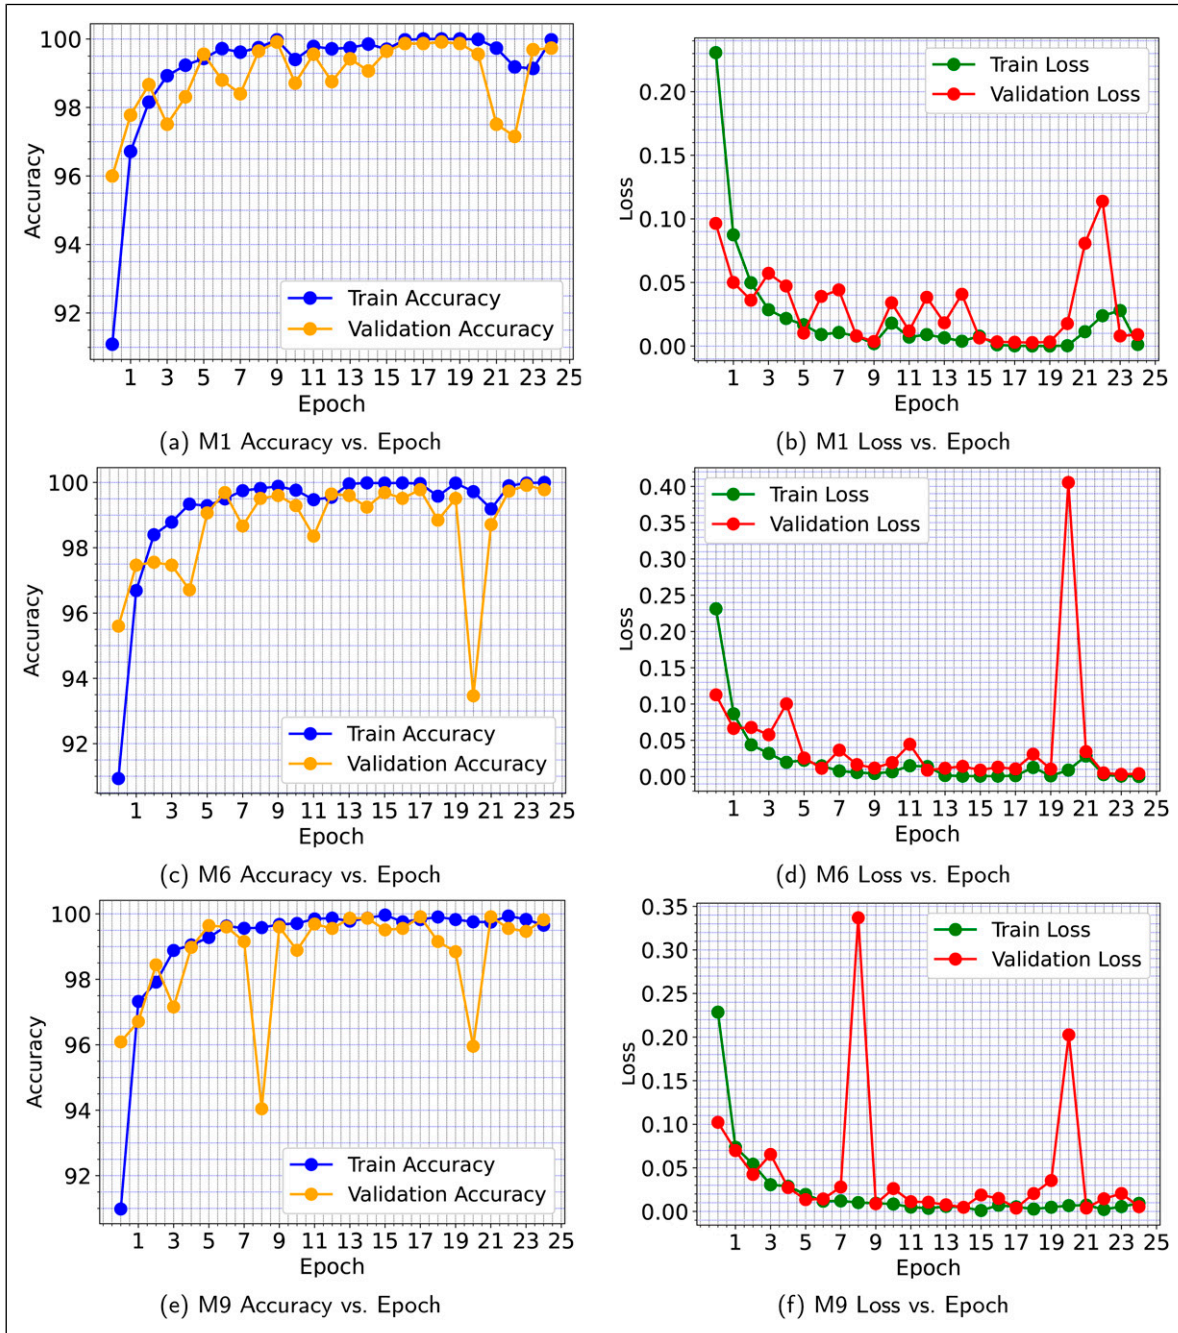 100
98
96
94
92
Accuracy
Train Accuracy
Validation Accuracy
1 3 5 7 9 11 13 15 17 19 21 23 25
Epoch
(a) M1 Accuracy vs. Epoch
0.20
0.15
0.10
0.05
0.00
Loss
Train Loss
Validation Loss
1 3 5 7 9 11 13 15 17 19 21 23 25
Epoch
(b) M1 Loss vs. Epoch
100
98
96
94
92
Accuracy
Train Accuracy
Validation Accuracy
1 3 5 7 9 11 13 15 17 19 21 23 25
Epoch
(c) M6 Accuracy vs. Epoch
0.40
0.35
0.30
0.25
0.20
0.15
0.10
0.05
0.00
Loss
Train Loss
Validation Loss
1 3 5 7 9 11 13 15 17 19 21 23 25
Epoch
(d) M6 Loss vs. Epoch
100
98
96
94
92
Accuracy
Train Accuracy
Validation Accuracy
1 3 5 7 9 11 13 15 17 19 21 23 25
Epoch
(e) M9 Accuracy vs. Epoch
0.35
0.30
0.25
0.20
0.15
0.10
0.05
0.00
Loss
Train Loss
Validation Loss
1 3 5 7 9 11 13 15 17 19 21 23 25
Epoch
(f) M9 Loss vs. Epoch